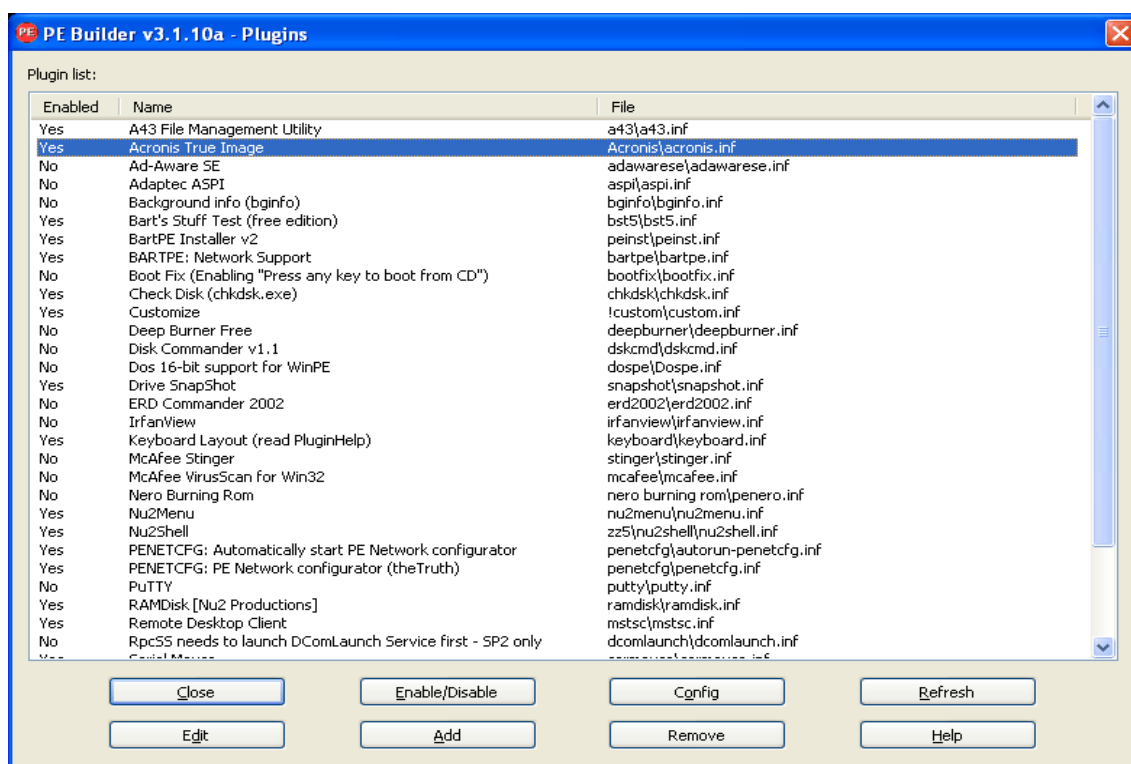 PE Builder v3.1.10a - Plugins
Plugin list:
Enabled Name File
Yes A43 File Management Utility a43\a43.inf
Yes Acronis True Image Acronis\acronis.inf
No Ad-Aware SE adawarese\adawarese.inf
No Adaptec ASPI aspi\aspi.inf
No Background info (bginfo) bginfo\bginfo.inf
Yes Bart's Stuff Test (free edition) bst5\bst5.inf
Yes BartPE Installer v2 peinst\peinst.inf
Yes BARTPE: Network Support bartpe\bartpe.inf
No Boot Fix (Enabling "Press any key to boot from CD") bootfix\bootfix.inf
Yes Check Disk (chkdsk.exe) chkdsk\chkdsk.inf
Yes Customize !custom\custom.inf
No Deep Burner Free deepburner\deepburner.inf
No Disk Commander v1.1 dskcmd\dskcmd.inf
No Dos 16-bit support for WinPE dospe\Dospe.inf
Yes Drive SnapShot snapshot\snapshot.inf
No ERD Commander 2002 erd2002\erd2002.inf
No IrfanView irfanview\irfanview.inf
Yes Keyboard Layout (read PluginHelp) keyboard\keyboard.inf
No McAfee Stinger stinger\stinger.inf
No McAfee VirusScan for Win32 mcafee\mcafee.inf
No Nero Burning Rom nero burning rom\penero.inf
Yes Nu2Menu nu2menu\nu2menu.inf
Yes Nu2Shell zz5\nu2shell\nu2shell.inf
Yes PENETCFG: Automatically start PE Network configurator penetcfg\autorun-penetcfg.inf
Yes PENETCFG: PE Network configurator (theTruth) penetcfg\penetcfg.inf
No PuTTY putty\putty.inf
Yes RAMDisk [Nu2 Productions] ramdisk\ramdisk.inf
Yes Remote Desktop Client mstsc\mstsc.inf
No RpcSS needs to launch DComLaunch Service first - SP2 only dcomlaunch\dcomlaunch.inf
Close Enable/Disable Config Refresh
Edit Add Remove Help